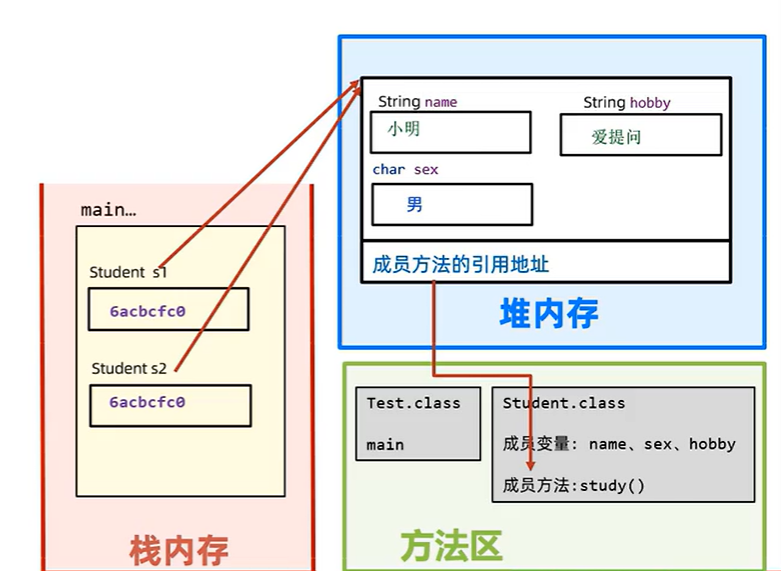 String name
String hobby
小明
爱提问
char sex
男
成员方法的引用地址
堆内存
main…
Student s1
6acbcfc0
Student s2
6acbcfc0
栈内存
Test.class
main
Student.class
成员变量: name、sex、hobby
成员方法:study()
方法区